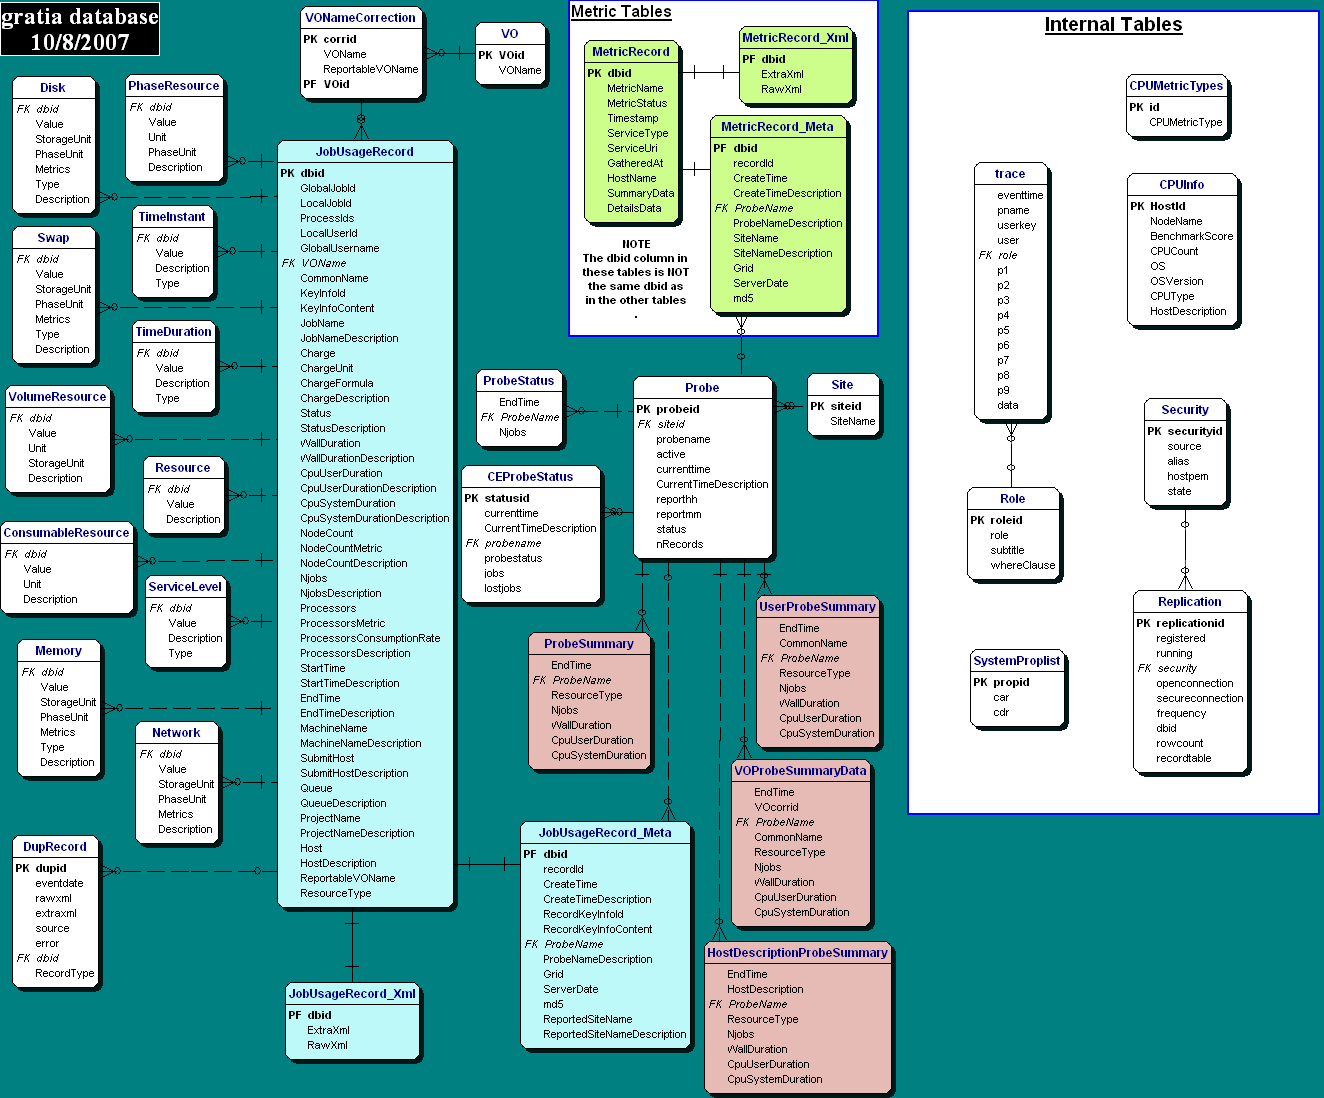 gratia database
10/8/2007
VONameCorrection
PK corrid
VOName
ReportableVOName
PF VOid
VO
PK VOid
VOName
Disk
FK dbid
Value
StorageUnit
PhaseUnit
Metrics
Type
Description
PhaseResource
FK dbid
Value
Unit
PhaseUnit
Description
TimeInstant
FK dbid
Value
Description
Type
Swap
FK dbid
Value
StorageUnit
PhaseUnit
Metrics
Type
Description
TimeDuration
FK dbid
Value
Description
Type
VolumeResource
FK dbid
Value
Unit
StorageUnit
Description
Resource
FK dbid
Value
Description
ConsumableResource
FK dbid
Value
Unit
Description
ServiceLevel
FK dbid
Value
Description
Type
Memory
FK dbid
Value
StorageUnit
PhaseUnit
Metrics
Type
Description
Network
FK dbid
Value
StorageUnit
PhaseUnit
Metrics
Description
DupRecord
PK dupid
eventdate
rawxml
extraxml
source
error
FK dbid
RecordType
JobUsageRecord
PK dbid
GlobalJobId
LocalJobId
ProcessIds
LocalUserId
GlobalUsername
FK VOName
CommonName
KeyInfoId
KeyInfoContent
JobName
JobNameDescription
Charge
ChargeUnit
ChargeFormula
ChargeDescription
Status
StatusDescription
WallDuration
WallDurationDescription
CpuUserDuration
CpuUserDurationDescription
CpuSystemDuration
CpuSystemDurationDescription
NodeCount
NodeCountMetric
NodeCountDescription
Njobs
NjobsDescription
Processors
ProcessorsMetric
ProcessorsConsumptionRate
ProcessorsDescription
StartTime
StartTimeDescription
EndTime
EndTimeDescription
MachineName
MachineNameDescription
SubmitHost
SubmitHostDescription
Queue
QueueDescription
ProjectName
ProjectNameDescription
Host
HostDescription
ReportableVOName
ResourceType
JobUsageRecord_Xml
PF dbid
ExtraXml
RawXml
Metric Tables
MetricRecord
PK dbid
MetricName
MetricStatus
Timestamp
ServiceType
ServiceUri
GatheredAt
HostName
SummaryData
DetailsData
MetricRecord_Xml
PF dbid
ExtraXml
RawXml
MetricRecord_Meta
PF dbid
recordId
CreateTime
CreateTimeDescription
FK ProbeName
ProbeNameDescription
SiteName
SiteNameDescription
Grid
ServerDate
md5
NOTE
The dbid column in
these tables is NOT
the same dbid as
in the other tables
.
ProbeStatus
EndTime
FK ProbeName
Njobs
Probe
PK probeid
FK siteid
probename
active
currenttime
CurrentTimeDescription
reporthh
reportmm
status
nRecords
Site
PK siteid
SiteName
CEProbeStatus
PK statusid
currenttime
CurrentTimeDescription
FK probename
probestatus
jobs
lostjobs
ProbeSummary
EndTime
FK ProbeName
ResourceType
Njobs
WallDuration
CpuUserDuration
CpuSystemDuration
UserProbeSummary
EndTime
CommonName
FK ProbeName
ResourceType
Njobs
WallDuration
CpuUserDuration
CpuSystemDuration
VOProbeSummaryData
EndTime
VOcorrid
FK ProbeName
CommonName
ResourceType
Njobs
WallDuration
CpuUserDuration
CpuSystemDuration
JobUsageRecord_Meta
PF dbid
recordId
CreateTime
CreateTimeDescription
RecordKeyInfoId
RecordKeyInfoContent
FK ProbeName
ProbeNameDescription
Grid
ServerDate
md5
ReportedSiteName
ReportedSiteNameDescription
HostDescriptionProbeSummary
EndTime
HostDescription
FK ProbeName
ResourceType
Njobs
WallDuration
CpuUserDuration
CpuSystemDuration
Internal Tables
CPUMetricTypes
PK id
CPUMetricType
trace
eventtime
pname
userkey
user
FK role
p1
p2
p3
p4
p5
p6
p7
p8
p9
data
CPUInfo
PK HostId
NodeName
BenchmarkScore
CPUCount
OS
OSVersion
CPUType
HostDescription
Security
PK securityid
source
alias
hostpem
state
Role
PK roleid
role
subtitle
whereClause
Replication
PK replicationid
registered
running
FK security
openconnection
secureconnection
frequency
dbid
rowcount
recordtable
SystemProplist
PK propid
car
cdr